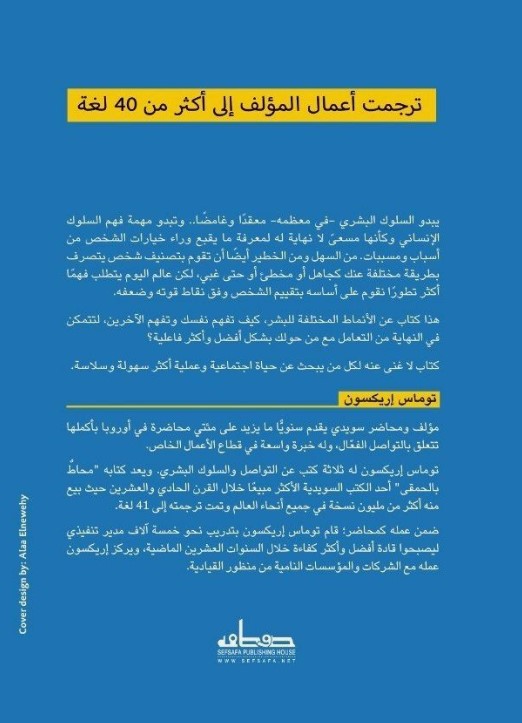 ترجمت أعمال المؤلف إلى أكثر من 40 لغة
يبدو السلوك البشري –في معظمه– معقدًا وغامضًا.. وتبدو مهمة فهم السلوك
الإنساني وكأنها مسعىً لا نهاية له لمعرفة ما يقبع وراء خيارات الشخص من
أسباب ومسببات. من السهل ومن الخطير أيضًا أن تقوم بتصنيف شخص يتصرف
بطريقة مختلفة عنك كجاهل أو مخطئ أو حتى غبي، لكن عالم اليوم يتطلب فهمًا
أكثر تطورًا نقوم على أساسه بتقييم الشخص وفق نقاط قوته وضعفه.
هذا كتاب عن الأنماط المختلفة للبشر، كيف تفهم نفسك وتفهم الآخرين، لتتمكن
في النهاية من التعامل مع من حولك بشكل أفضل وأكثر فاعلية؟
كتاب لا غنى عنه لكل من يبحث عن حياة اجتماعية وعملية أكثر سهولة وسلاسة.
توماس إريكسون
مؤلف ومحاضر سويدي يقدم سنويًّا ما يزيد على مئتي محاضرة في أوروبا بأكملها
تتعلق بالتواصل الفعّال، وله خبرة واسعة في قطاع الأعمال الخاص.
توماس إريكسون له ثلاثة كتب عن التواصل والسلوك البشري. ويعد كتابه "محاطٌ
بالحمقى" أحد الكتب السويدية الأكثر مبيعًا خلال القرن الحادي والعشرين حيث بيع
منه أكثر من مليون نسخة في جميع أنحاء العالم وتمت ترجمته إلى 41 لغة.
ضمن عمله كمحاضر؛ قام توماس إريكسون بتدريب نحو خمسة آلاف مدير تنفيذي
ليصبحوا قادة أفضل وأكثر كفاءة خلال السنوات العشرين الماضية، ويركز إريكسون
عمله مع الشركات والمؤسسات النامية من منظور القيادية.
Cover design by: Alaa Elnewehy
صفصافة
SEFSAFA PUBLISHING HOUSE
WWW.SEFSAFA.NET